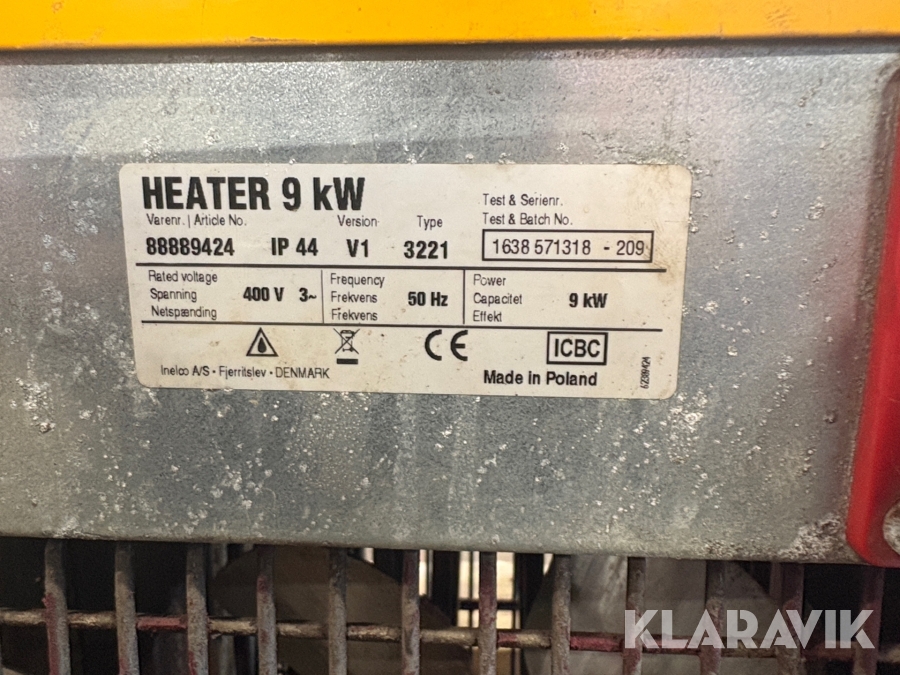 HEATER 9 kW
Varenr. | Article No. Version Type
88889424 IP 44 V1 3221
Test & Serienr.
Test & Batch No.
1638 571318 - 209
Rated voltage
Spanning 400 V 3~
Netspænding
Frequency
Frekvens 50 Hz
Frekvens
Power
Capacitet 9 kW
Effekt
CE
ICBC
Inelco A/S • Fjerritslev • DENMARK
Made in Poland
KLARAVIK